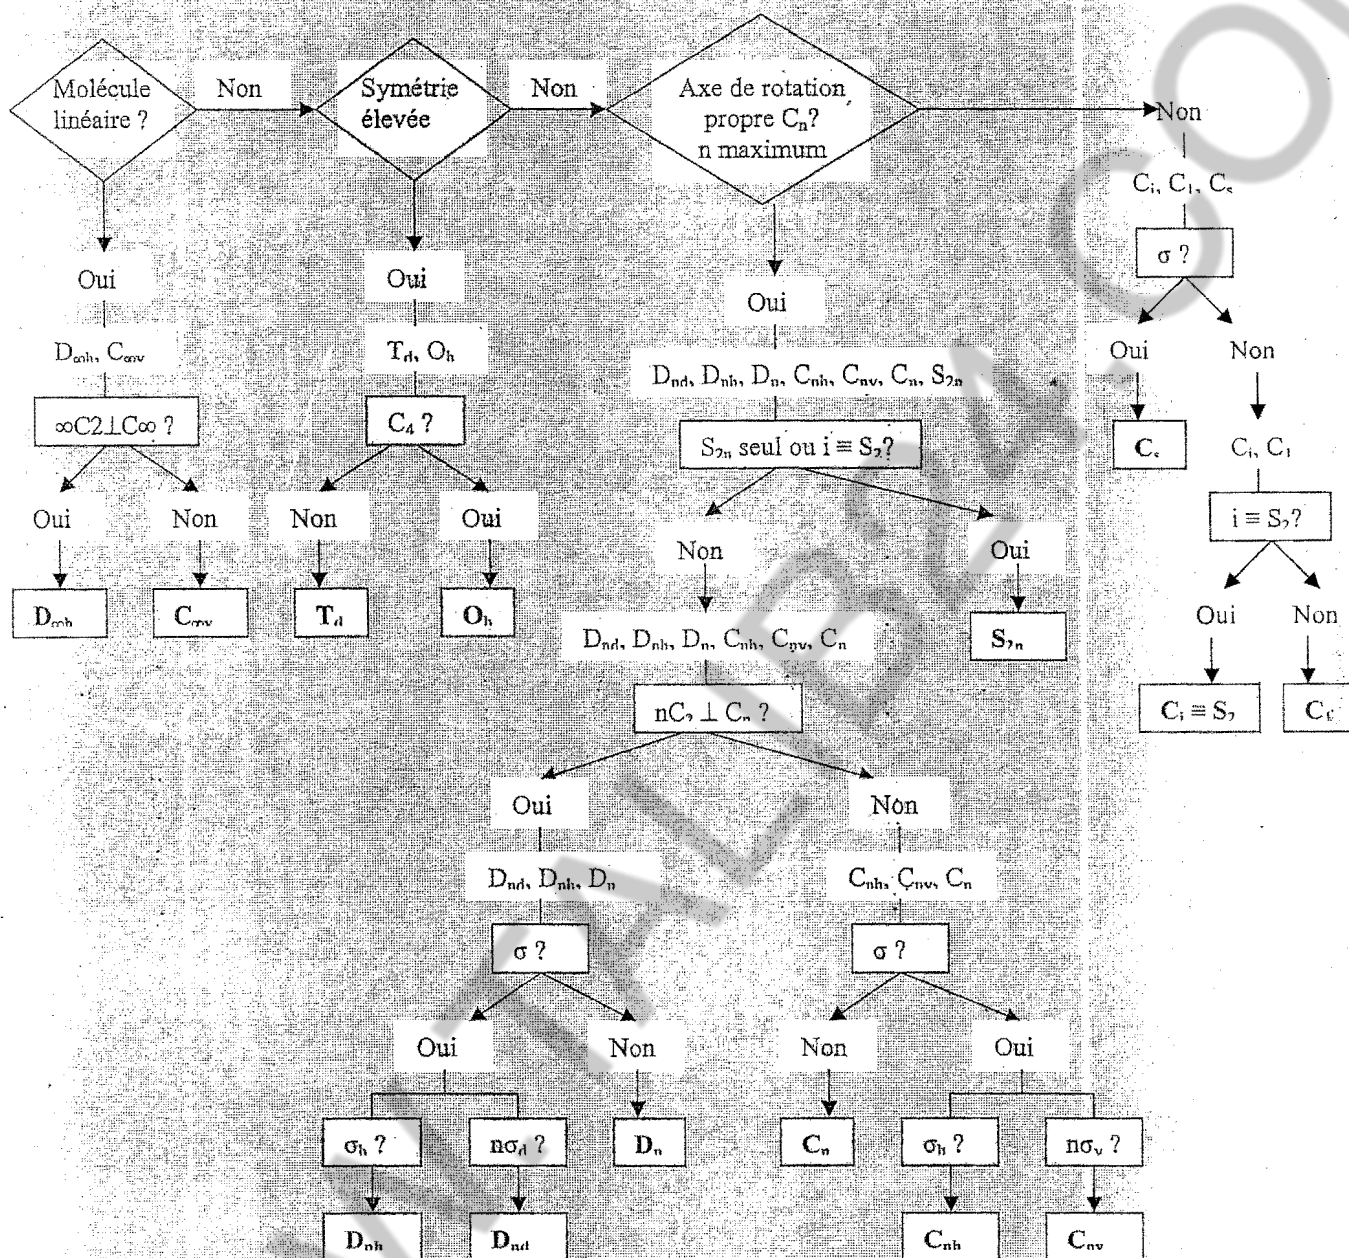 Molécule
linéaire ?
Non
Symétrie
élevée
Non
Axe de rotation
propre Cₙ?
n maximum
Non
Cᵢ, C₁, Cₛ
σ ?
Oui
Non
Cₛ
Cᵢ, C₁
i ≡ S₂?
Oui
Non
Cᵢ ≡ S₂
Oui
D∞h, C∞v
∞C2⊥C∞ ?
Oui
Non
D∞h
C∞v
Oui
Td, Oh
C₄ ?
Non
Oui
Td
Oh
Oui
Dnd, Dnh, Dn, Cnh, Cnv, Cn, S2n
S2n seul ou i ≡ S₂?
Non
Oui
S2n
Dnd, Dnh, Dn, Cnh, Cnv, Cn
nC₂ ⊥ Cn ?
Oui
Non
Dnd, Dnh, Dn
Cnh, Cnv, Cn
σ ?
σ ?
Oui
Non
Non
Oui
σh ?
nσd ?
Dn
Cn
σh ?
nσv ?
Dnh
Dnd
Cnh
Cnv